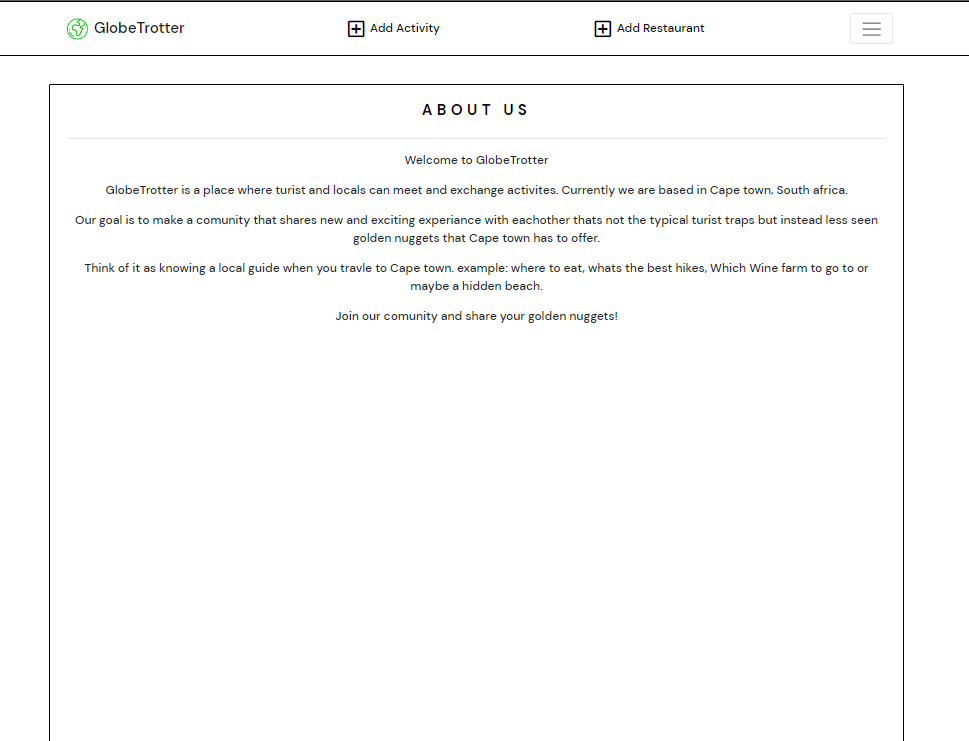 GlobeTrotter
Add Activity
Add Restaurant
ABOUT US
Welcome to GlobeTrotter
GlobeTrotter is a place where turist and locals can meet and exchange activites. Currently we are based in Cape town, South africa.
Our goal is to make a comunity that shares new and exciting experiance with eachother thats not the typical turist traps but instead less seen
golden nuggets that Cape town has to offer.
Think of it as knowing a local guide when you travle to Cape town. example: where to eat, whats the best hikes, Which Wine farm to go to or
maybe a hidden beach.
Join our comunity and share your golden nuggets!